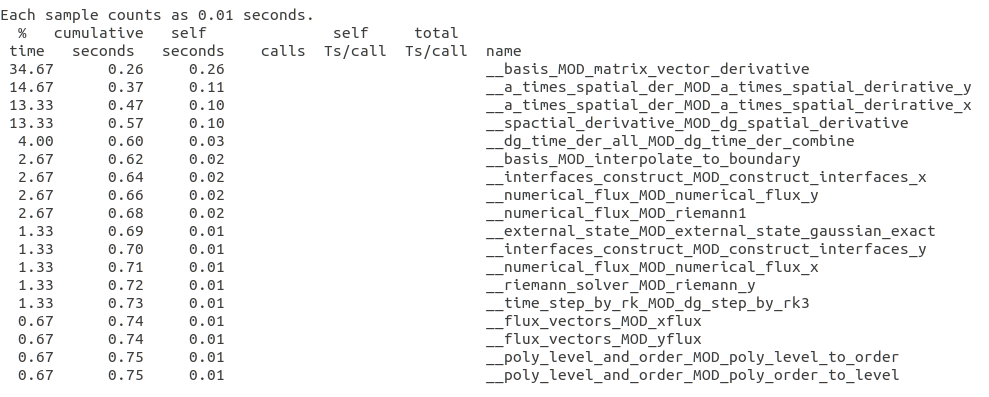 Each sample counts as 0.01 seconds.
  %   cumulative   self              self     total
 time   seconds   seconds    calls  Ts/call  Ts/call  name
 34.67      0.26     0.26                             __basis_MOD_matrix_vector_derivative
 14.67      0.37     0.11                             __a_times_spatial_der_MOD_a_times_spatial_derirative_y
 13.33      0.47     0.10                             __a_times_spatial_der_MOD_a_times_spatial_derirative_x
 13.33      0.57     0.10                             __spactial_derivative_MOD_dg_spatial_derivative
  4.00      0.60     0.03                             __dg_time_der_all_MOD_dg_time_der_combine
  2.67      0.62     0.02                             __basis_MOD_interpolate_to_boundary
  2.67      0.64     0.02                             __interfaces_construct_MOD_construct_interfaces_x
  2.67      0.66     0.02                             __numerical_flux_MOD_numerical_flux_y
  2.67      0.68     0.02                             __numerical_flux_MOD_riemann1
  1.33      0.69     0.01                             __external_state_MOD_external_state_gaussian_exact
  1.33      0.70     0.01                             __interfaces_construct_MOD_construct_interfaces_y
  1.33      0.71     0.01                             __numerical_flux_MOD_numerical_flux_x
  1.33      0.72     0.01                             __riemann_solver_MOD_riemann_y
  1.33      0.73     0.01                             __time_step_by_rk_MOD_dg_step_by_rk3
  0.67      0.74     0.01                             __flux_vectors_MOD_xflux
  0.67      0.74     0.01                             __flux_vectors_MOD_yflux
  0.67      0.75     0.01                             __poly_level_and_order_MOD_poly_level_to_order
  0.67      0.75     0.01                             __poly_level_and_order_MOD_poly_order_to_level